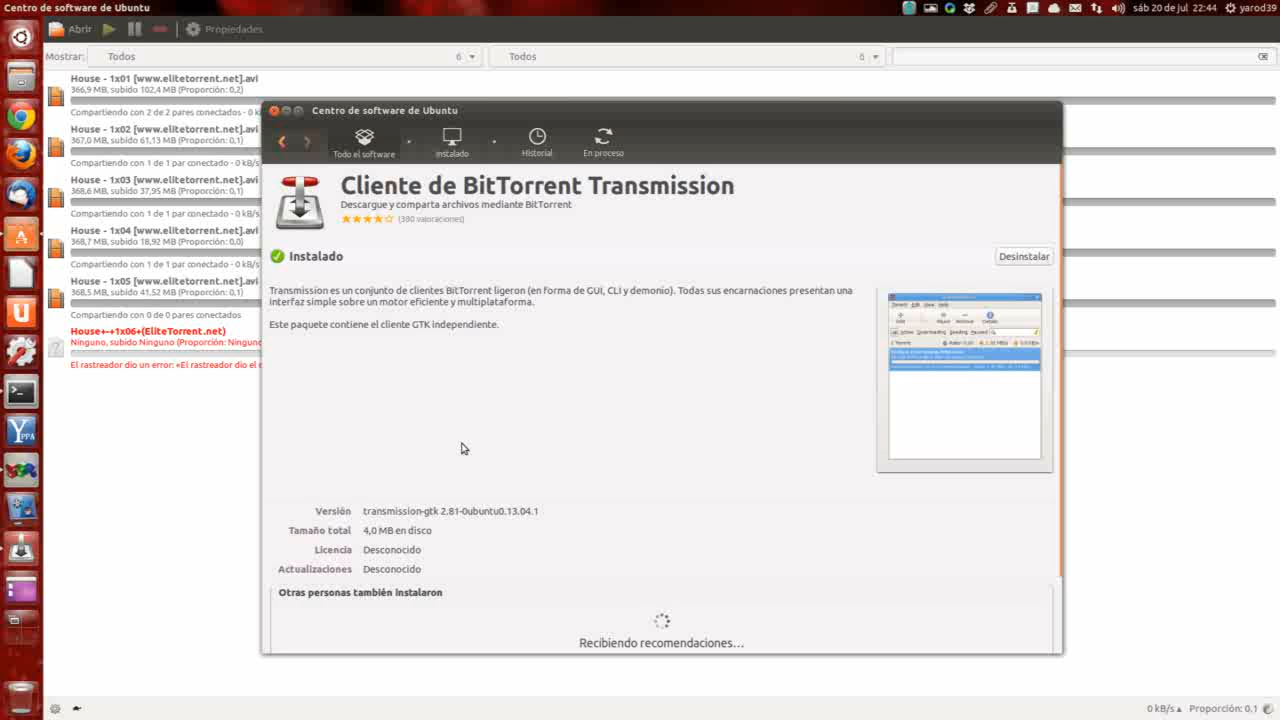 Centro de software de Ubuntu
sáb 20 de jul 22:44
yarod39
Abrir
Propiedades
Mostrar:
Todos
6
Todos
6
House - 1x01 [www.elitetorrent.net].avi
366,9 MB, subido 102,4 MB (Proporción: 0,2)
Compartiendo con 2 de 2 pares conectados - 0 k
House - 1x02 [www.elitetorrent.net].avi
367,0 MB, subido 61,13 MB (Proporción: 0,1)
Compartiendo con 1 de 1 par conectado - 0 kB/s
House - 1x03 [www.elitetorrent.net].avi
368,6 MB, subido 37,95 MB (Proporción: 0,1)
Compartiendo con 1 de 1 par conectado - 0 kB/s
House - 1x04 [www.elitetorrent.net].avi
368,7 MB, subido 18,92 MB (Proporción: 0,0)
Compartiendo con 1 de 1 par conectado - 0 kB/s
House - 1x05 [www.elitetorrent.net].avi
368,5 MB, subido 41,52 MB (Proporción: 0,1)
Compartiendo con 0 de 0 pares conectados
House+-+1x06+(EliteTorrent.net)
Ninguno, subido Ninguno (Proporción: Ninguno
El rastreador dio un error: «El rastreador dio el e
Centro de software de Ubuntu
Todo el software
Instalado
Historial
En proceso
Cliente de BitTorrent Transmission
Descargue y comparta archivos mediante BitTorrent
(380 valoraciones)
Instalado
Desinstalar
Transmission es un conjunto de clientes BitTorrent ligeron (en forma de GUI, CLI y demonio). Todas sus encarnaciones presentan una
interfaz simple sobre un motor eficiente y multiplataforma.
Este paquete contiene el cliente GTK independiente.
Versión transmission-gtk 2.81-0ubuntu0.13.04.1
Tamaño total 4,0 MB en disco
Licencia Desconocido
Actualizaciones Desconocido
Otras personas también instalaron
Recibiendo recomendaciones…
YPPA
0 kB/s
Proporción: 0,1